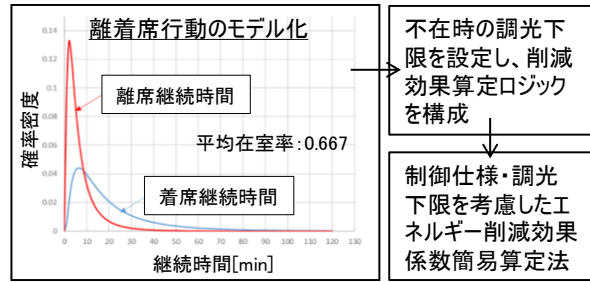 離着席行動のモデル化
0.14
0.12
0.1
0.08
0.06
0.04
0.02
0
確率密度
離席継続時間
平均在室率:0.667
着席継続時間
0 10 20 30 40 50 60 70 80 90 100 110 120 130
継続時間[min]
不在時の調光下
限を設定し、削減
効果算定ロジック
を構成
制御仕様・調光
下限を考慮したエ
ネルギー削減効果
係数簡易算定法